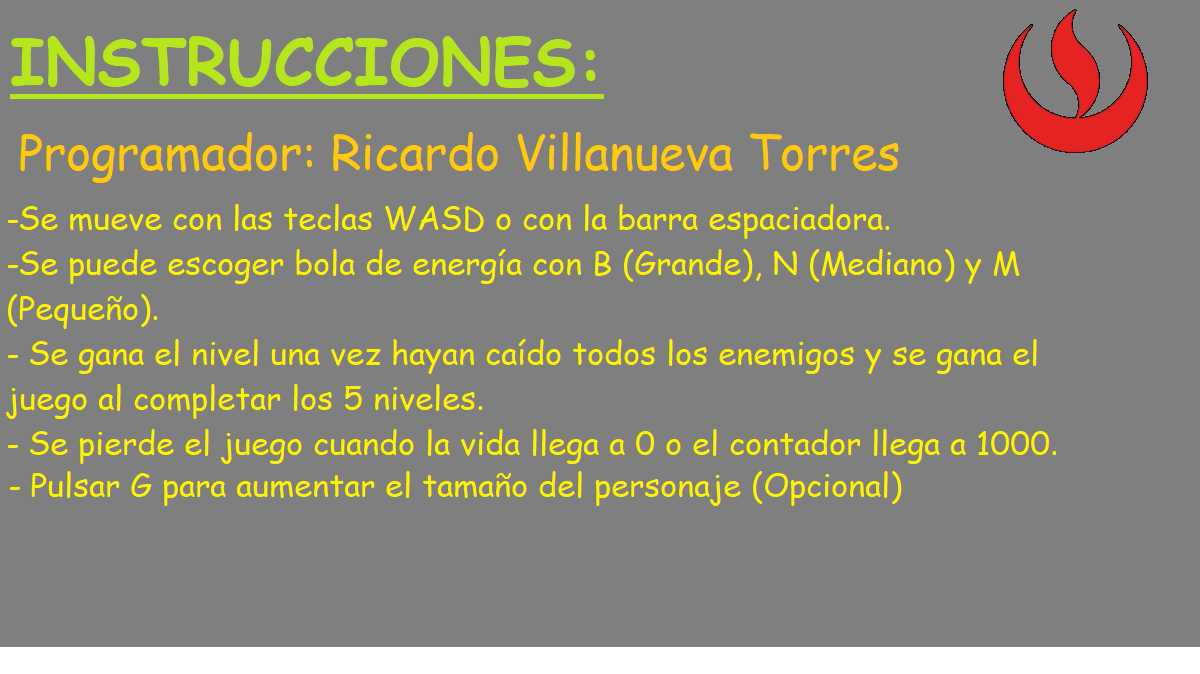 INSTRUCCIONES:
Programador: Ricardo Villanueva Torres
-Se mueve con las teclas WASD o con la barra espaciadora.
-Se puede escoger bola de energía con B (Grande), N (Mediano) y M
(Pequeño).
- Se gana el nivel una vez hayan caído todos los enemigos y se gana el
juego al completar los 5 niveles.
- Se pierde el juego cuando la vida llega a 0 o el contador llega a 1000.
- Pulsar G para aumentar el tamaño del personaje (Opcional)